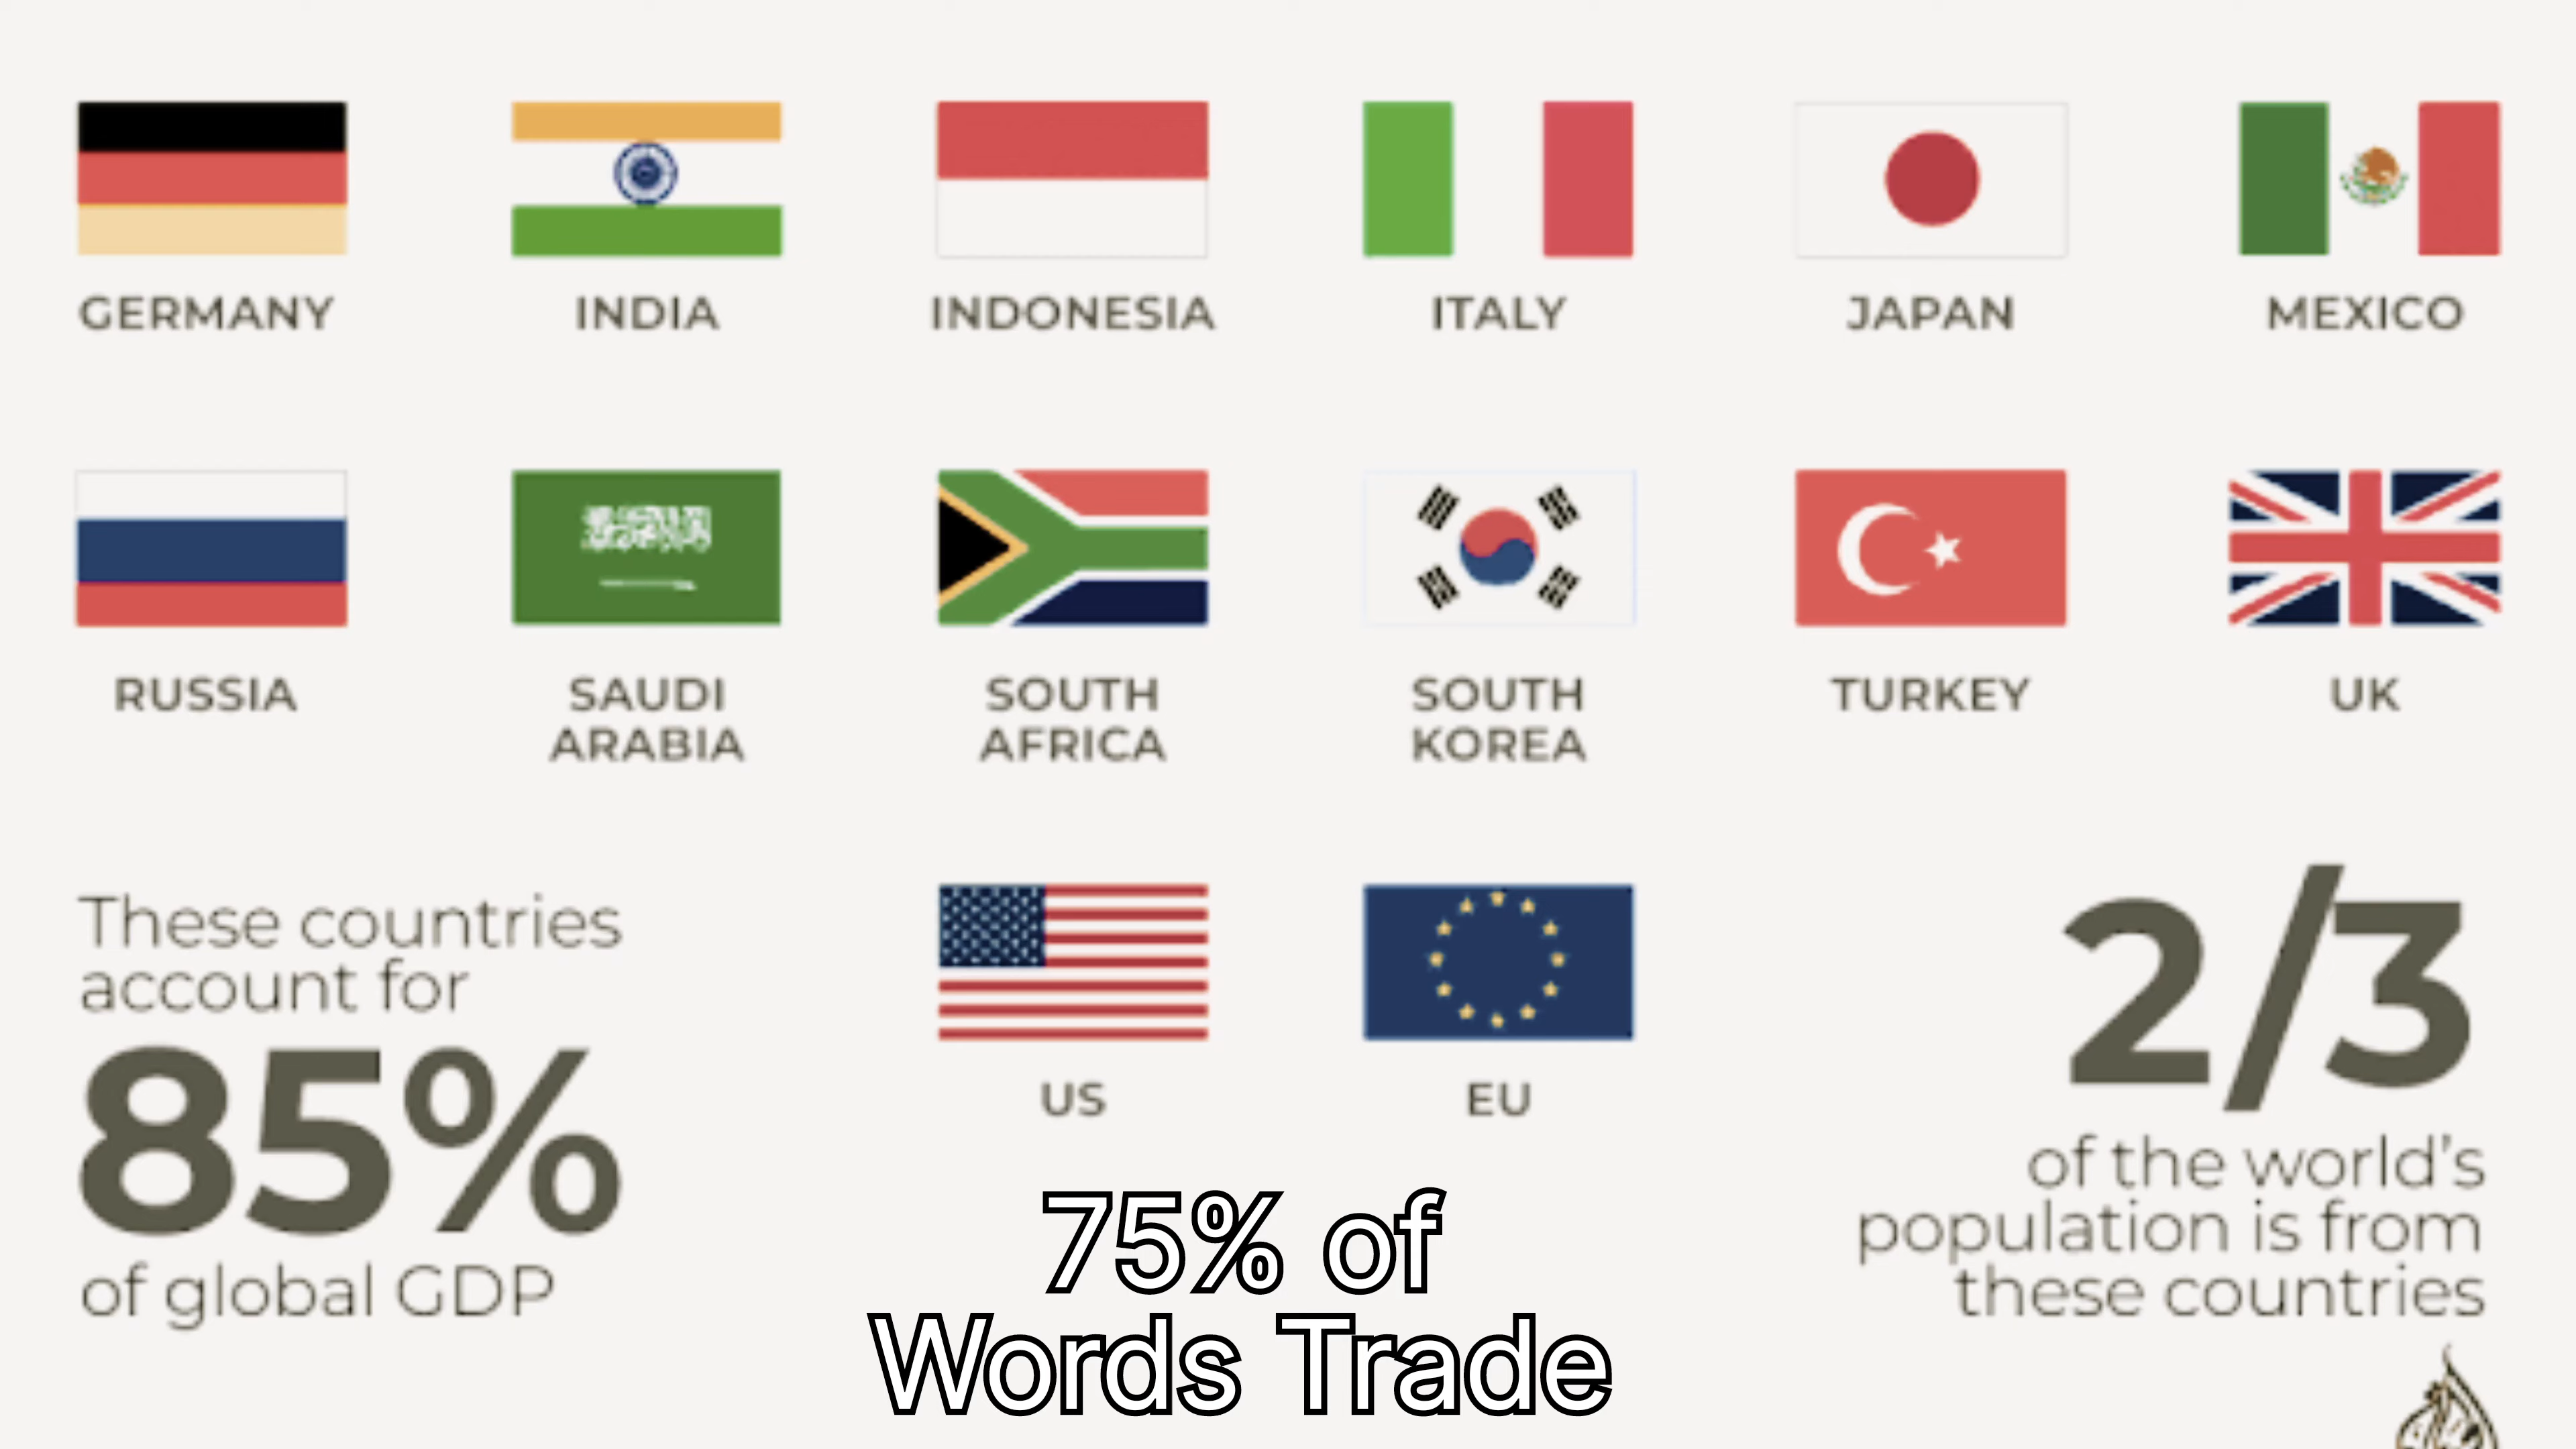 GERMANY
INDIA
INDONESIA
ITALY
JAPAN
MEXICO
RUSSIA
SAUDI
ARABIA
SOUTH
AFRICA
SOUTH
KOREA
TURKEY
UK
These countries
account for
85%
of global GDP
US
EU
75% of
Words Trade
2/3
of the world's
population is from
these countries